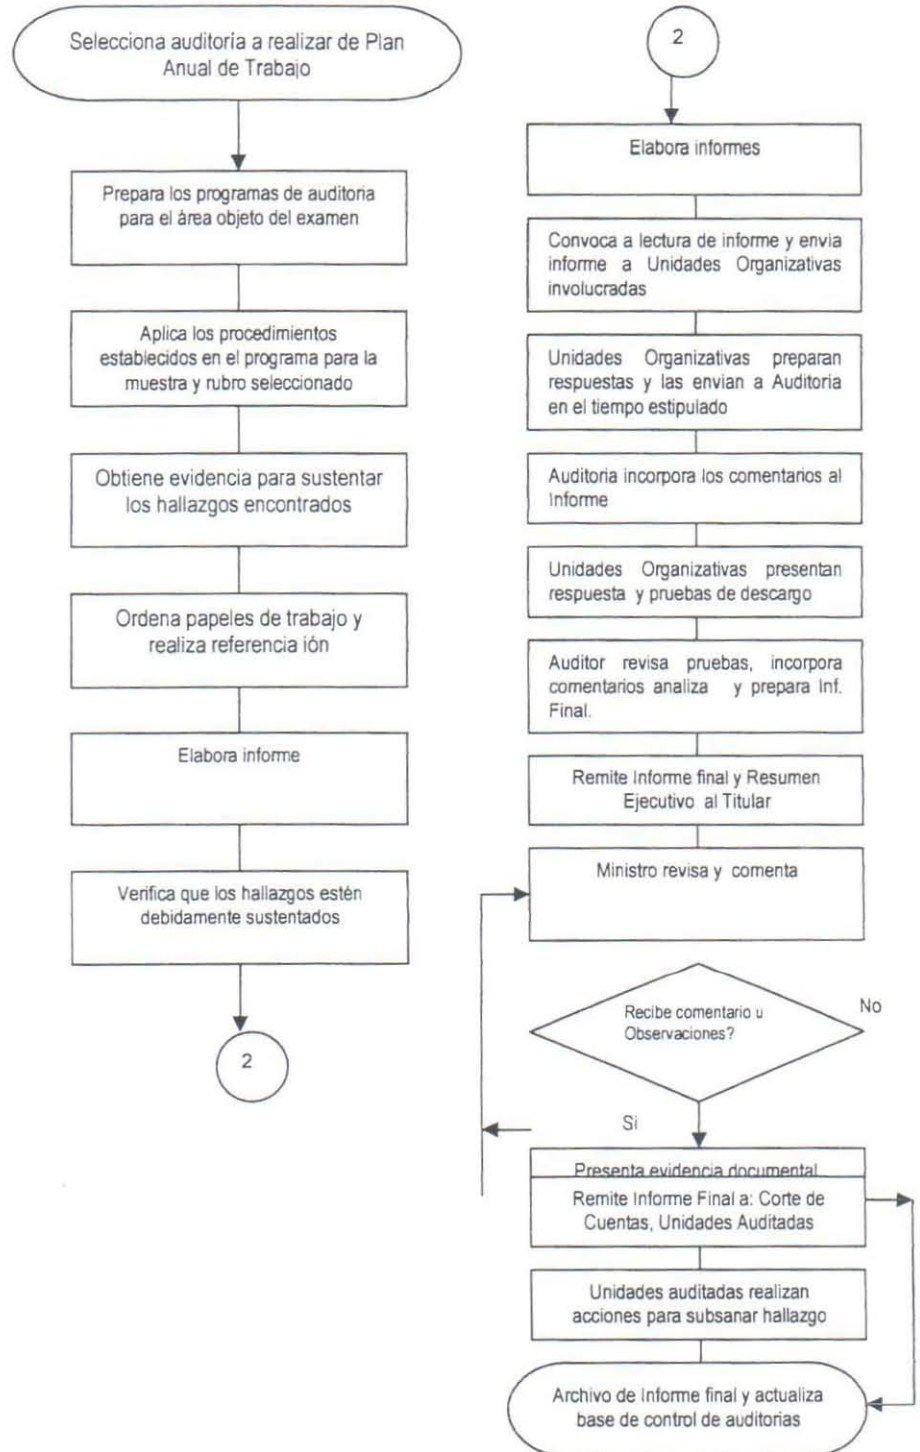 Selecciona auditoría a realizar de Plan
Anual de Trabajo
Prepara los programas de auditoria
para el área objeto del examen
Aplica los procedimientos
establecidos en el programa para la
muestra y rubro seleccionado
Obtiene evidencia para sustentar
los hallazgos encontrados
Ordena papeles de trabajo y
realiza referencia ión
Elabora informe
Verifica que los hallazgos estén
debidamente sustentados
2
2
Elabora informes
Convoca a lectura de informe y envia
informe a Unidades Organizativas
involucradas
Unidades Organizativas preparan
respuestas y las envian a Auditoria
en el tiempo estipulado
Auditoria incorpora los comentarios al
Informe
Unidades Organizativas presentan
respuesta y pruebas de descargo
Auditor revisa pruebas, incorpora
comentarios analiza y prepara Inf.
Final.
Remite Informe final y Resumen
Ejecutivo al Titular
Ministro revisa y comenta
Recibe comentario u
Observaciones?
No
Si
Presenta evidencia documental
Remite Informe Final a: Corte de
Cuentas, Unidades Auditadas
Unidades auditadas realizan
acciones para subsanar hallazgo
Archivo de Informe final y actualiza
base de control de auditorias